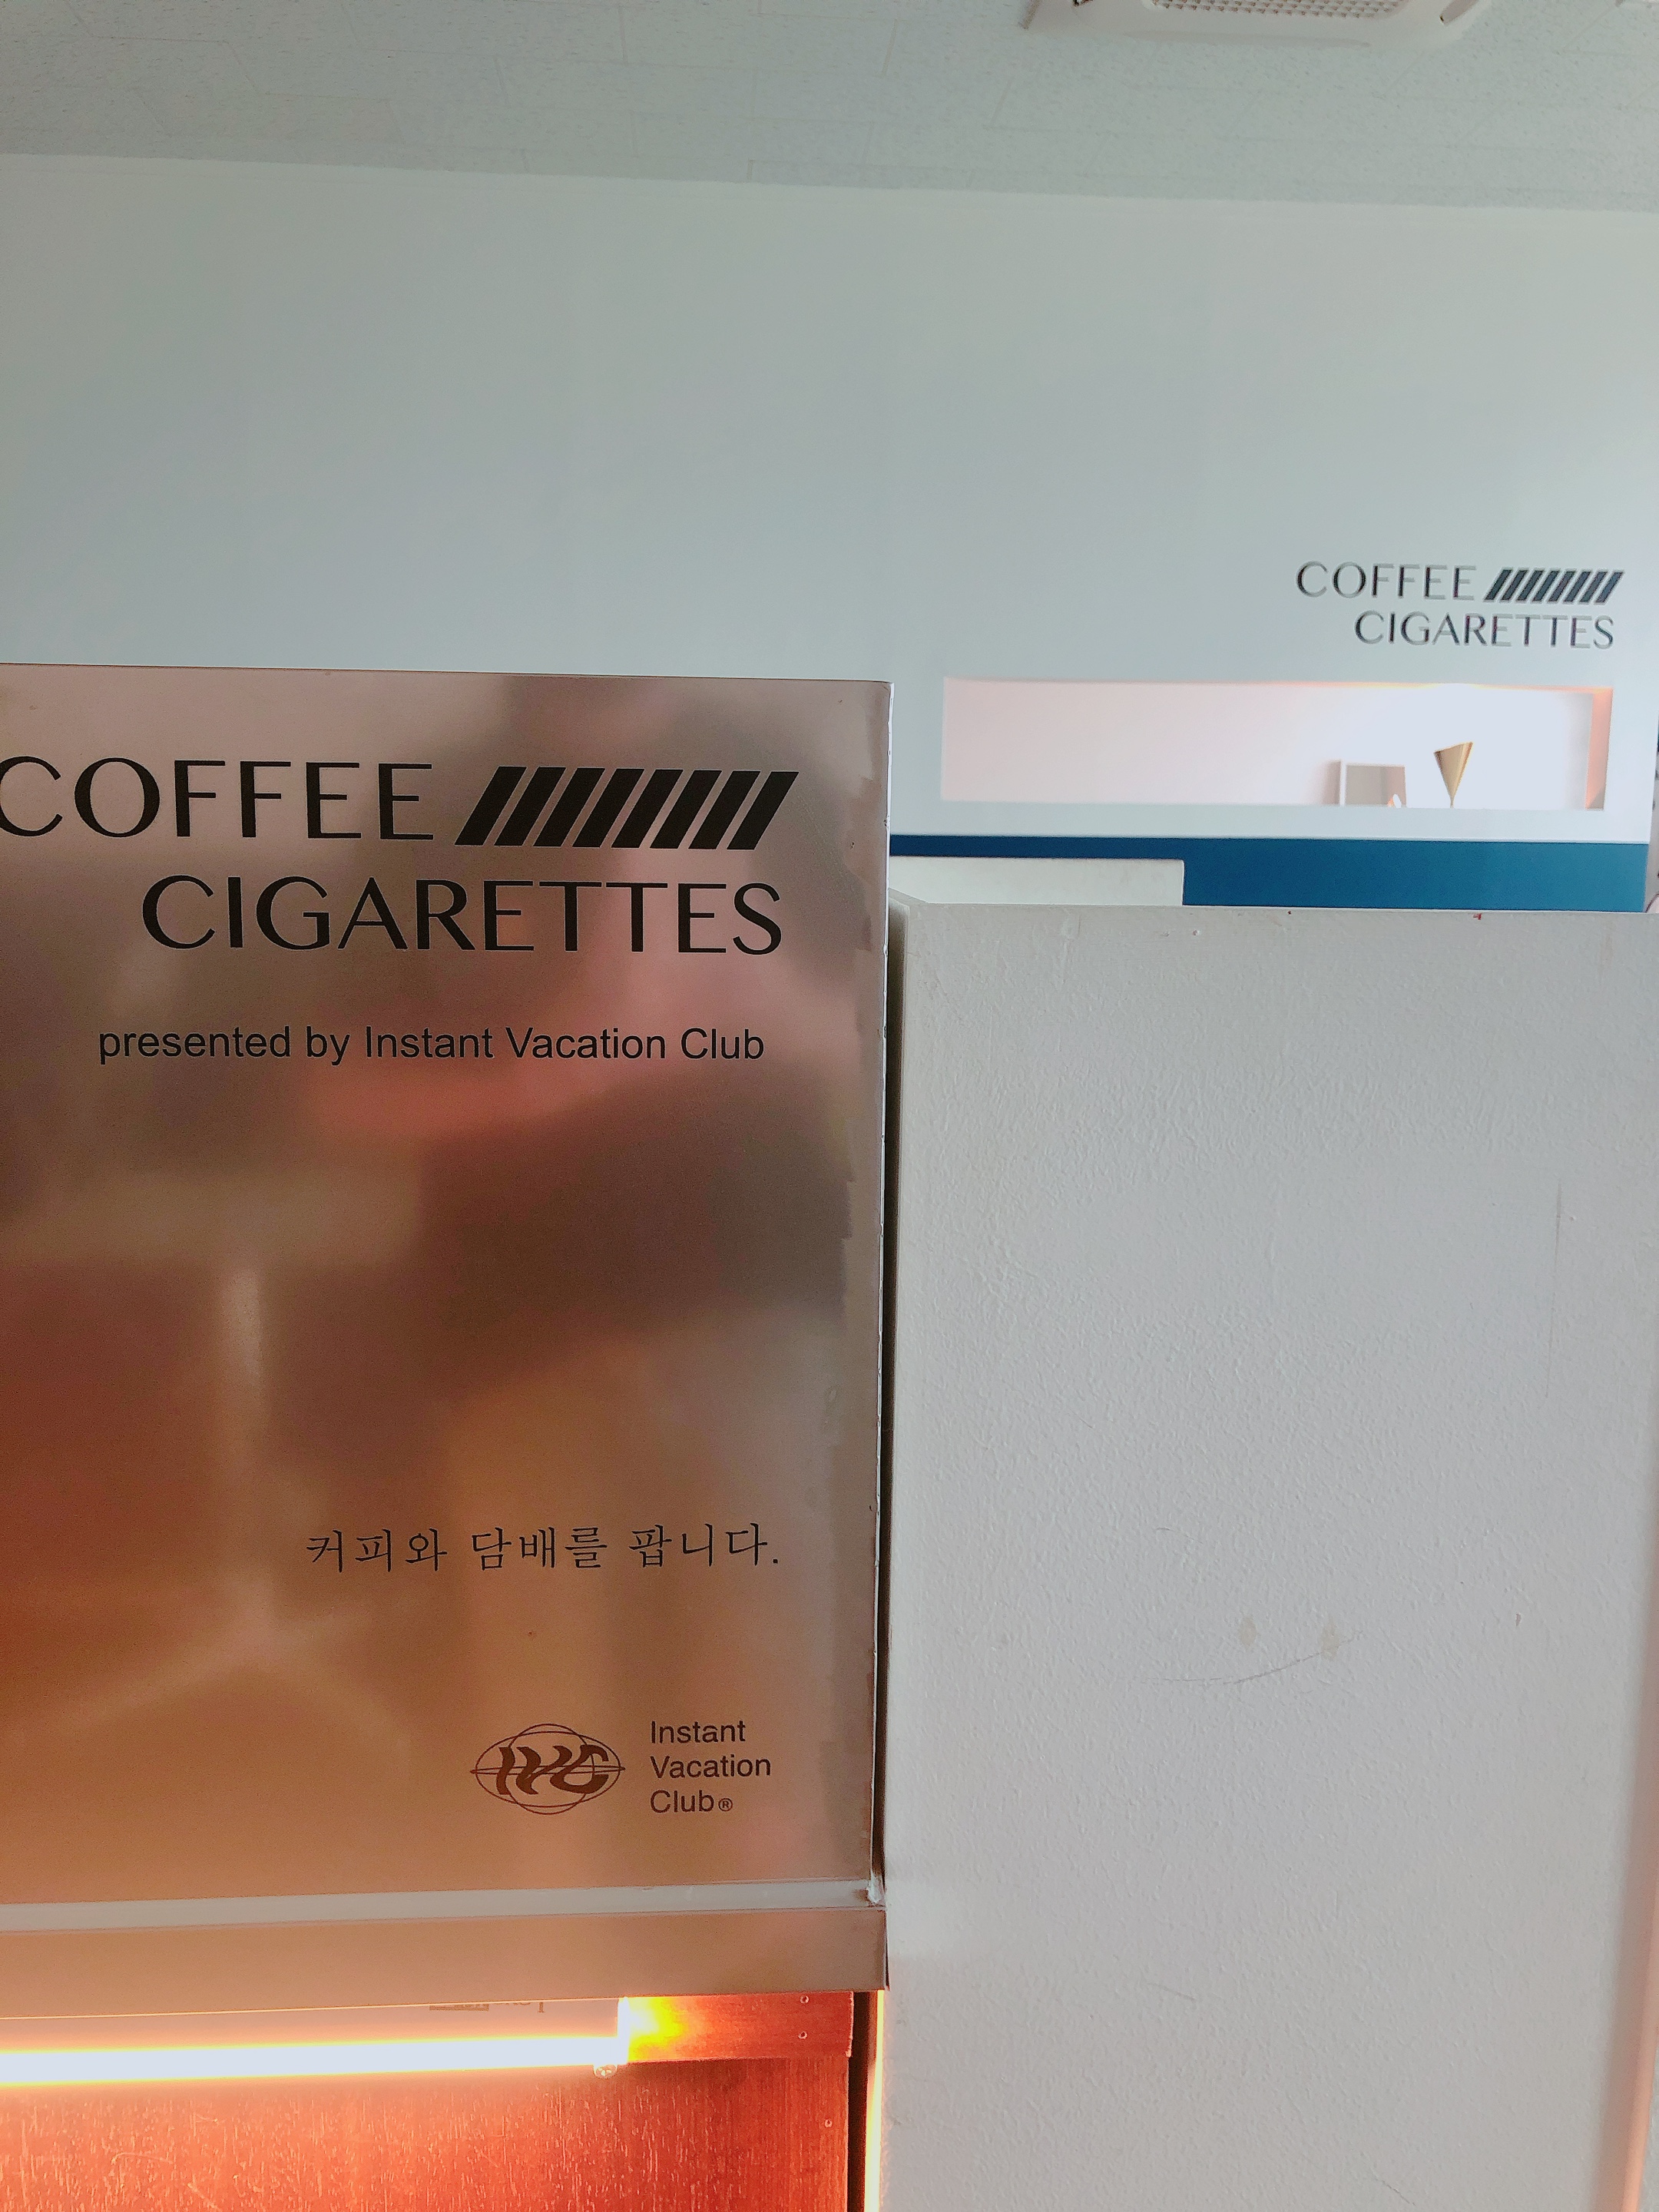 COFFEE
CIGARETTES
COFFEE
CIGARETTES
presented by Instant Vacation Club
커피와 담배를 팝니다.
IVC
Instant
Vacation
Club®